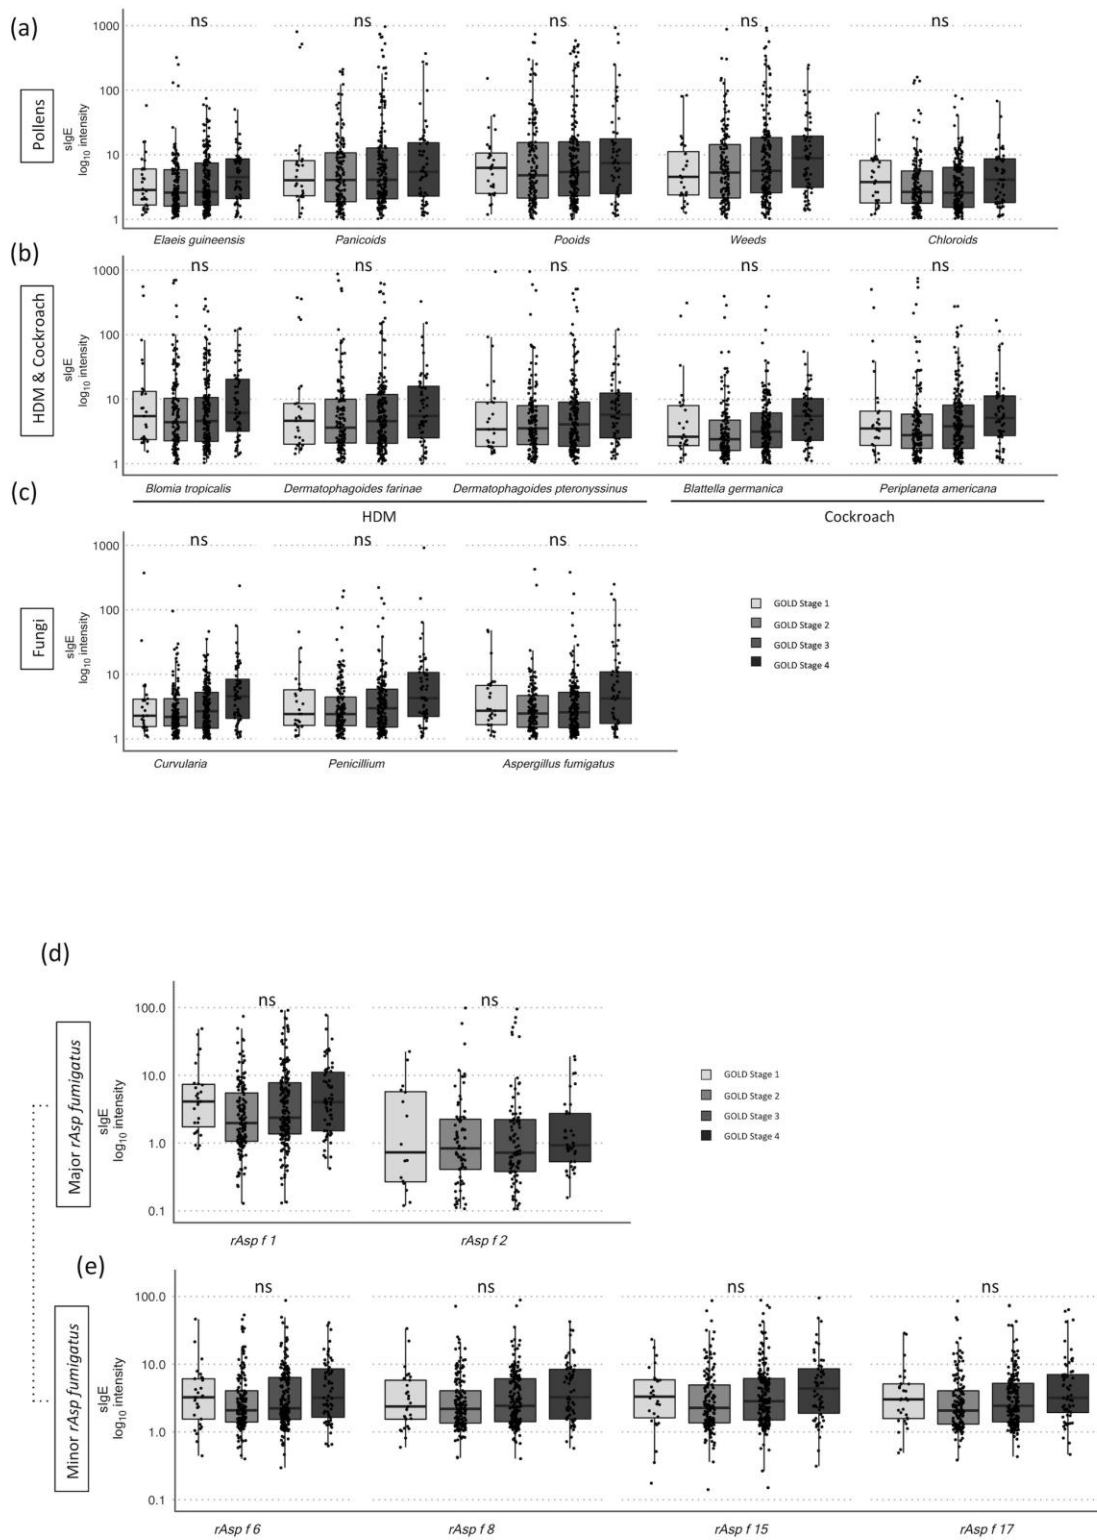 (a)
Pollens
sIgE
log10 intensity
1000
100
10
1
ns
ns
ns
ns
ns
Elaeis guineensis
Panicoids
Pooids
Weeds
Chloroids
(b)
HDM & Cockroach
sIgE
log10 intensity
1000
100
10
1
ns
ns
ns
ns
ns
Blomia tropicalis
Dermatophagoides farinae
Dermatophagoides pteronyssinus
Blattella germanica
Periplaneta americana
HDM
Cockroach
(c)
Fungi
sIgE
log10 intensity
1000
100
10
1
ns
ns
ns
Curvularia
Penicillium
Aspergillus fumigatus
GOLD Stage 1
GOLD Stage 2
GOLD Stage 3
GOLD Stage 4
(d)
Major rAsp fumigatus
sIgE
log10 intensity
100.0
10.0
1.0
0.1
ns
ns
rAsp f 1
rAsp f 2
GOLD Stage 1
GOLD Stage 2
GOLD Stage 3
GOLD Stage 4
(e)
Minor rAsp fumigatus
sIgE
log10 intensity
100.0
10.0
1.0
0.1
ns
ns
ns
ns
rAsp f 6
rAsp f 8
rAsp f 15
rAsp f 17